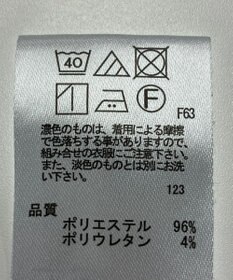 40
F
F63
濃色のものは、着用による摩擦
で色落ちする事がありますので、
組み合せの衣服にご注意下さい。
また、淡色のものとは別にお洗
い下さい。
123
品質
ポリエステル 96%
ポリウレタン 4%